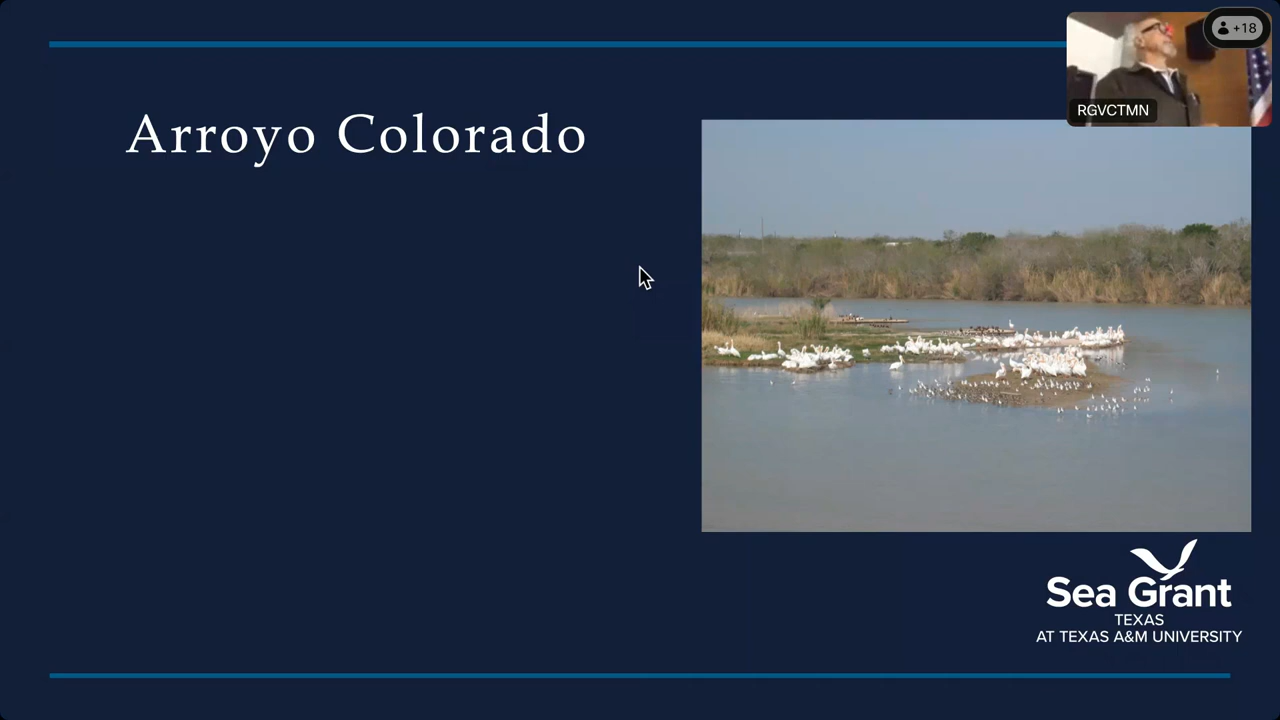 +18
RGVCTMN
Arroyo Colorado
Sea Grant
TEXAS
AT TEXAS A&M UNIVERSITY